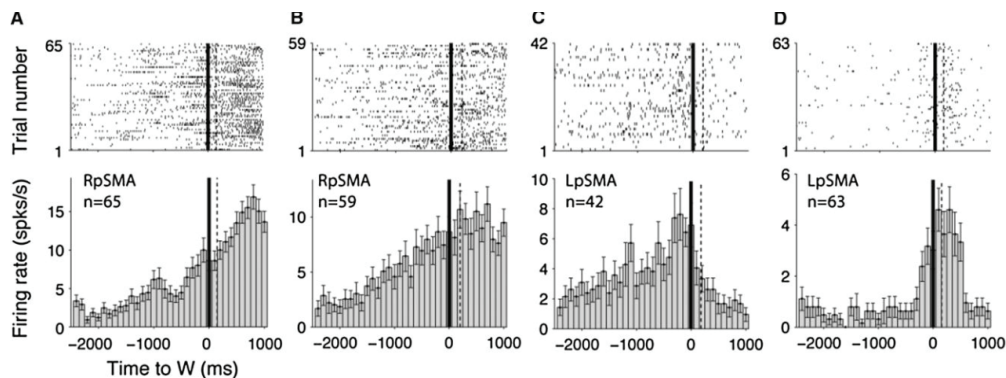 A
B
C
D
Trial number
65
1
59
1
42
1
63
1
Firing rate (spks/s)
RpSMA
n=65
15
10
5
0
−2000
−1000
0
1000
Time to W (ms)
RpSMA
n=59
10
5
0
−2000
−1000
0
1000
LpSMA
n=42
10
8
6
4
2
0
−2000
−1000
0
1000
LpSMA
n=63
6
4
2
0
−2000
−1000
0
1000